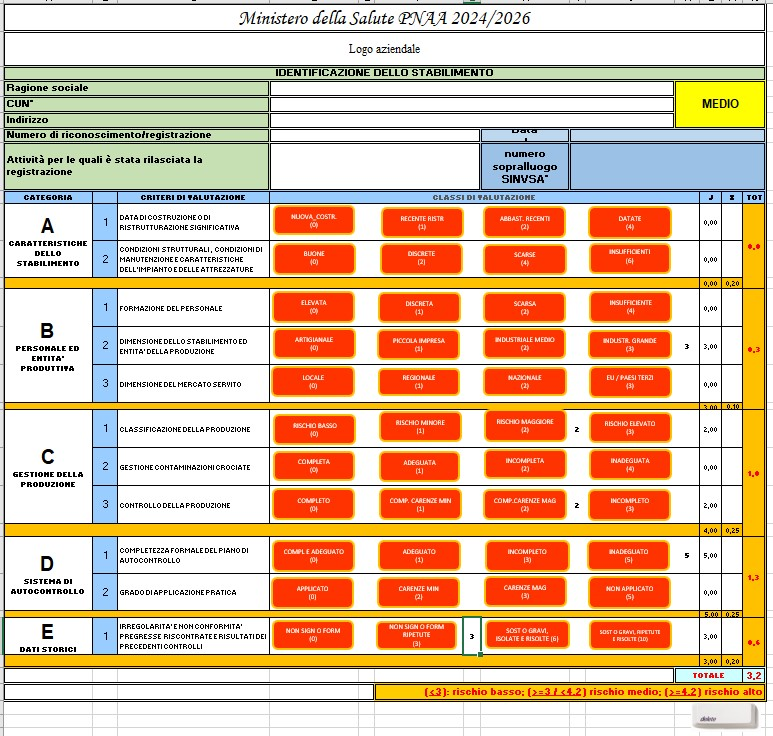 Ministero della Salute PNAA 2024/2026
Logo aziendale
IDENTIFICAZIONE DELLO STABILIMENTO
Ragione sociale
CUN°
MEDIO
Indirizzo
Numero di riconoscimento/registrazione
Data
Attività per le quali è stata rilasciata la
registrazione
numero
sopralluogo
SINVSA°
CATEGORIA CRITERI DI VALUTAZIONE CLASSI DI VALUTAZIONE J X TOT
A
CARATTERISTICHE
DELLO
STABILIMENTO
1 DATA DI COSTRUZIONE O DI
RISTRUTTURAZIONE SIGNIFICATIVA
NUOVA_COSTR. (0) RECENTE RISTR (1) ABBAST. RECENTI (2) DATATE (4) 0,00
2 CONDIZIONI STRUTTURALI, CONDIZIONI DI
MANUTENZIONE E CARATTERISTICHE
DELL'IMPIANTO E DELLE ATTREZZATURE
BUONE (0) DISCRETE (2) SCARSE (4) INSUFFICIENTI (6) 0,00
0,0
0,00 0,20
B
PERSONALE ED
ENTITA'
PRODUTTIVA
1 FORMAZIONE DEL PERSONALE
ELEVATA (0) DISCRETA (1) SCARSA (2) INSUFFICIENTE (4) 0,00
2 DIMENSIONE DELLO STABILIMENTO ED
ENTITA' DELLA PRODUZIONE
ARTIGIANALE (0) PICCOLA IMPRESA (1) INDUSTRIALE MEDIO (2) INDUSTR. GRANDE (3) 3 3,00
3 DIMENSIONE DEL MERCATO SERVITO
LOCALE (0) REGIONALE (1) NAZIONALE (2) EU / PAESI TERZI (3) 0,00
0,3
3,00 0,10
C
GESTIONE DELLA
PRODUZIONE
1 CLASSIFICAZIONE DELLA PRODUZIONE
RISCHIO BASSO (0) RISCHIO MINORE (1) RISCHIO MAGGIORE (2) 2 RISCHIO ELEVATO (3) 2,00
2 GESTIONE CONTAMINAZIONI CROCIATE
COMPLETA (0) ADEGUATA (1) INCOMPLETA (2) INADEGUATA (4) 0,00
3 CONTROLLO DELLA PRODUZIONE
COMPLETO (0) COMP. CARENZE MIN (1) COMP.CARENZE MAG (2) 2 INCOMPLETO (3) 2,00
1,0
4,00 0,25
D
SISTEMA DI
AUTOCONTROLLO
1 COMPLETEZZA FORMALE DEL PIANO DI
AUTOCONTROLLO
COMPL E ADEGUATO (0) ADEGUATO (1) INCOMPLETO (3) INADEGUATO (5) 5 5,00
2 GRADO DI APPLICAZIONE PRATICA
APPLICATO (0) CARENZE MIN (2) CARENZE MAG (3) NON APPLICATO (5) 0,00
1,3
5,00 0,25
E
DATI STORICI
1 IRREGOLARITA' E NON CONFORMITA'
PREGRESSE RISCONTRATE E RISULTATI DEI
PRECEDENTI CONTROLLI
NON SIGN O FORM (0) NON SIGN O FORM RIPETUTE (3) 3 SOST O GRAVI, ISOLATE E RISOLTE (6) SOST O GRAVI, RIPETUTE E RISOLTE (10) 3,00
0,6
3,00 0,20
TOTALE 3,2
(<3): rischio basso; (>=3 / <4.2) rischio medio; (>=4.2) rischio alto
delete